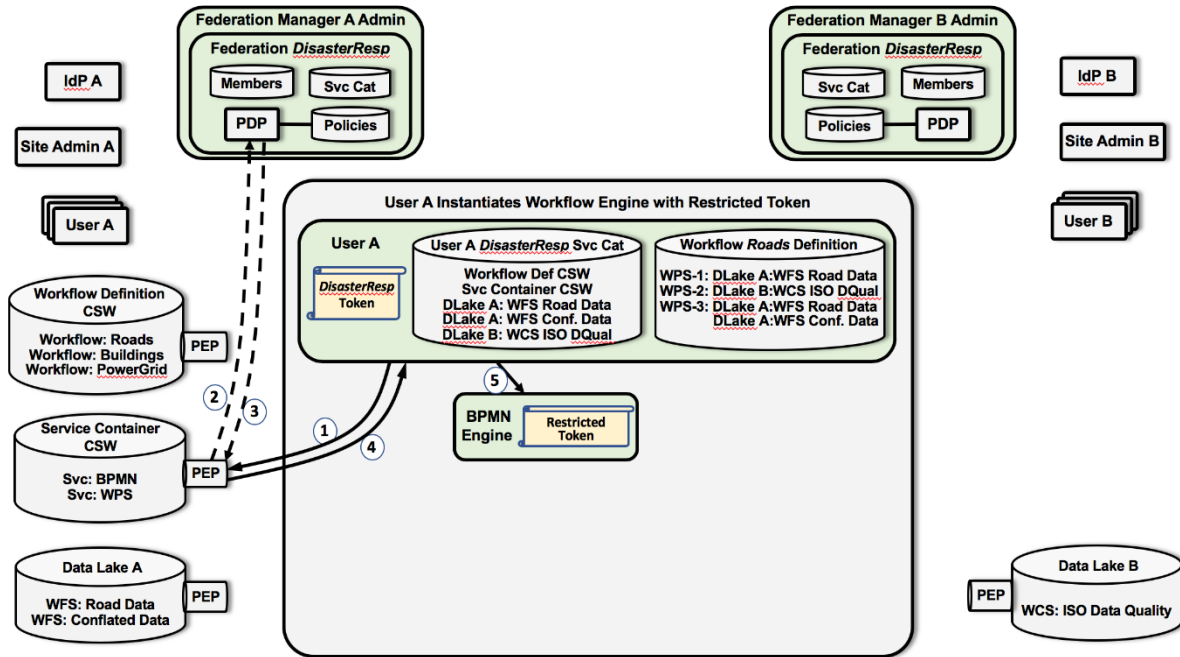 Federation Manager A Admin
Federation DisasterResp
Members
Svc Cat
PDP
Policies
Federation Manager B Admin
Federation DisasterResp
Svc Cat
Members
Policies
PDP
IdP A
Site Admin A
User A
IdP B
Site Admin B
User B
User A Instantiates Workflow Engine with Restricted Token
User A
DisasterResp
Token
User A DisasterResp Svc Cat
Workflow Def CSW
Svc Container CSW
DLake A: WFS Road Data
DLake A: WFS Conf. Data
DLake B: WCS ISO DQual
Workflow Roads Definition
WPS-1: DLake A:WFS Road Data
WPS-2: DLake B:WCS ISO DQual
WPS-3: DLake A:WFS Road Data
DLake A:WFS Conf. Data
Workflow Definition
CSW
Workflow: Roads
Workflow: Buildings
Workflow: PowerGrid
PEP
2
3
1
4
5
BPMN
Engine
Restricted
Token
Service Container
CSW
Svc: BPMN
Svc: WPS
PEP
Data Lake A
WFS: Road Data
WFS: Conflated Data
PEP
PEP
Data Lake B
WCS: ISO Data Quality